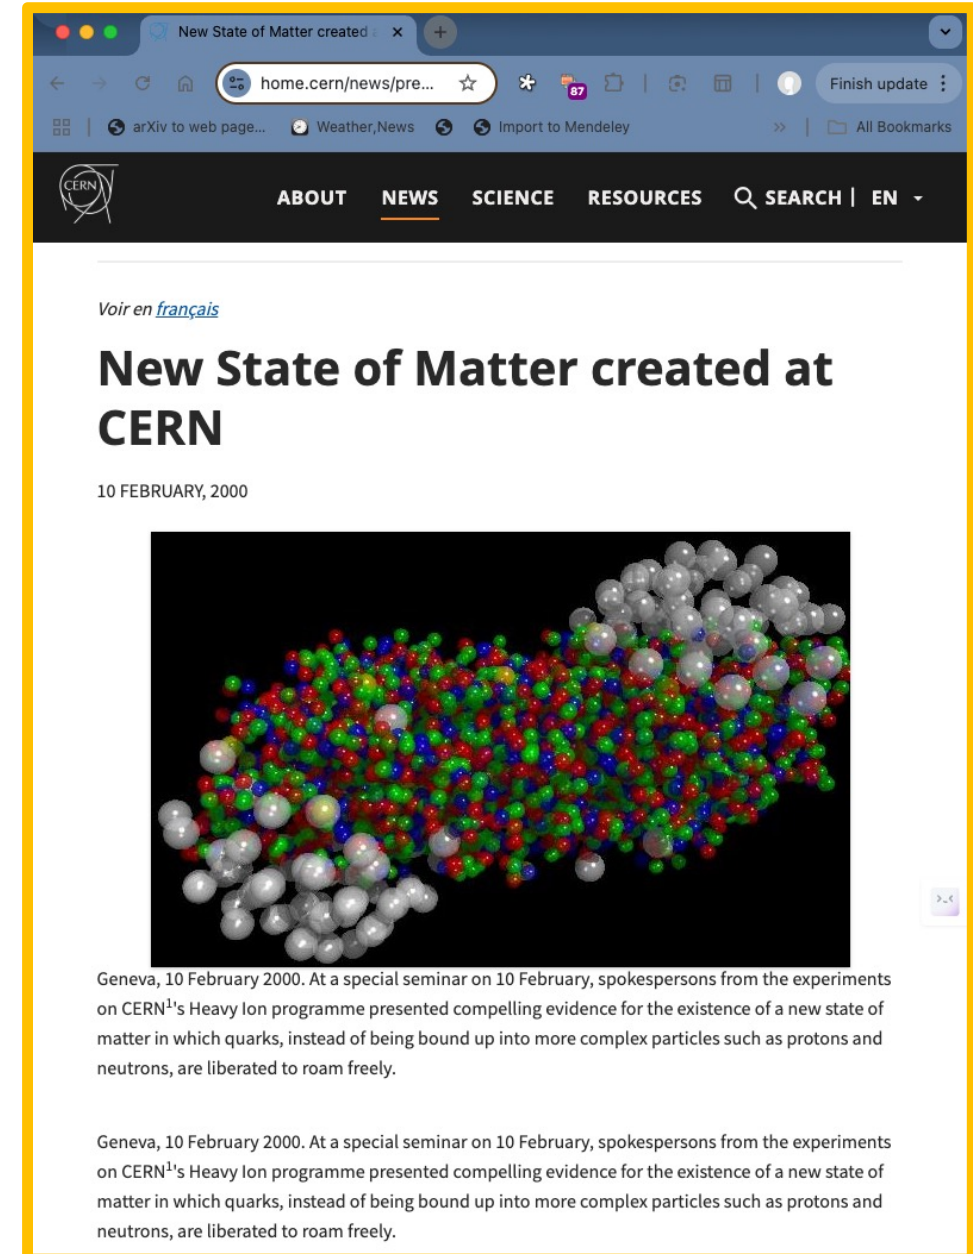 New State of Matter created a
home.cern/news/pre...
87
Finish update
arXiv to web page...
Weather,News
Import to Mendeley
All Bookmarks
CERN
ABOUT
NEWS
SCIENCE
RESOURCES
SEARCH
EN
Voir en français
New State of Matter created at
CERN
10 FEBRUARY, 2000
Geneva, 10 February 2000. At a special seminar on 10 February, spokespersons from the experiments
on CERN¹'s Heavy Ion programme presented compelling evidence for the existence of a new state of
matter in which quarks, instead of being bound up into more complex particles such as protons and
neutrons, are liberated to roam freely.
Geneva, 10 February 2000. At a special seminar on 10 February, spokespersons from the experiments
on CERN¹'s Heavy Ion programme presented compelling evidence for the existence of a new state of
matter in which quarks, instead of being bound up into more complex particles such as protons and
neutrons, are liberated to roam freely.